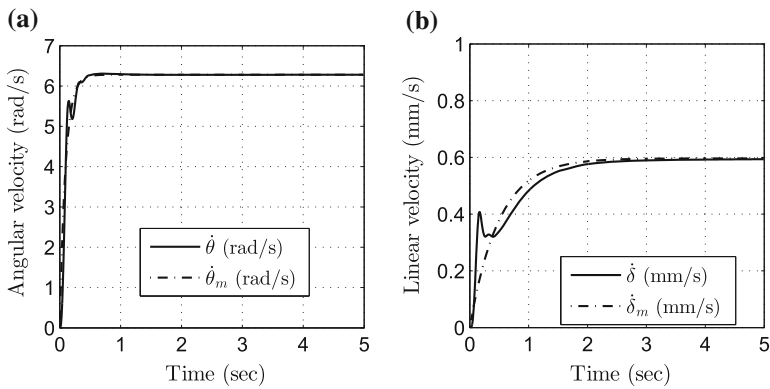 (a)
7
6
5
4
3
2
1
0
Angular velocity (rad/s)
θ̇ (rad/s)
θ̇ₘ (rad/s)
0 1 2 3 4 5
Time (sec)
(b)
1
0.8
0.6
0.4
0.2
0
Linear velocity (mm/s)
δ̇ (mm/s)
δ̇ₘ (mm/s)
0 1 2 3 4 5
Time (sec)